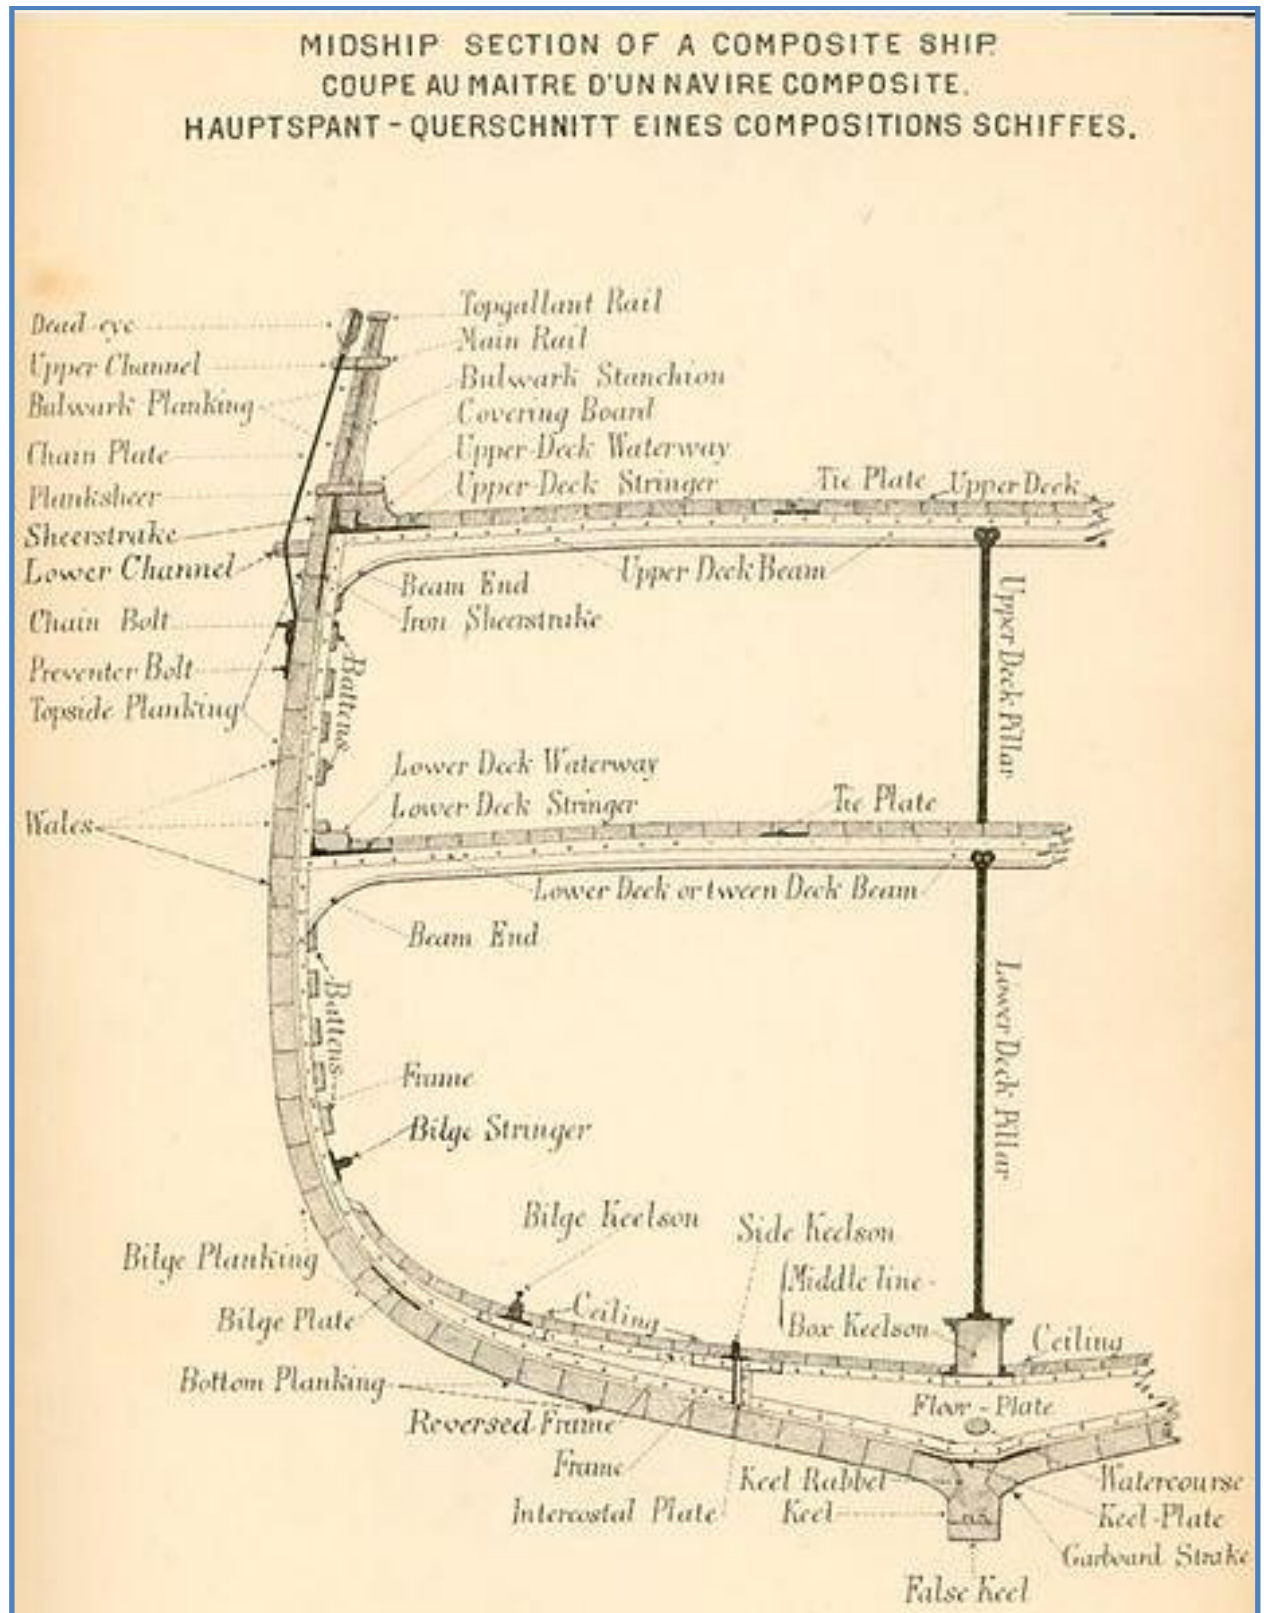 MIDSHIP SECTION OF A COMPOSITE SHIP.
COUPE AU MAITRE D'UN NAVIRE COMPOSITE.
HAUPTSPANT - QUERSCHNITT EINES COMPOSITIONS SCHIFFES.
Dead-eye
Upper Channel
Bulwark Planking
Chain Plate
Planksheer
Sheerstrake
Lower Channel
Chain Bolt
Preventer Bolt
Topside Planking
Wales
Topgallant Rail
Main Rail
Bulwark Stanchion
Covering Board
Upper-Deck Waterway
Upper-Deck Stringer
Tie Plate
Upper Deck
Upper Deck Beam
Beam End
Iron Sheerstrake
Battens
Upper Deck Pillar
Lower Deck Waterway
Lower Deck Stringer
Tie Plate
Lower Deck or tween Deck Beam
Beam End
Battens
Lower Deck Pillar
Frame
Bilge Stringer
Bilge Keelson
Side Keelson
Middle line
Box Keelson
Ceiling
Ceiling
Bilge Planking
Bilge Plate
Bottom Planking
Reversed Frame
Frame
Intercostal Plate
Floor-Plate
Keel Rabbet
Keel
Watercourse
Keel-Plate
Garboard Strake
False Keel